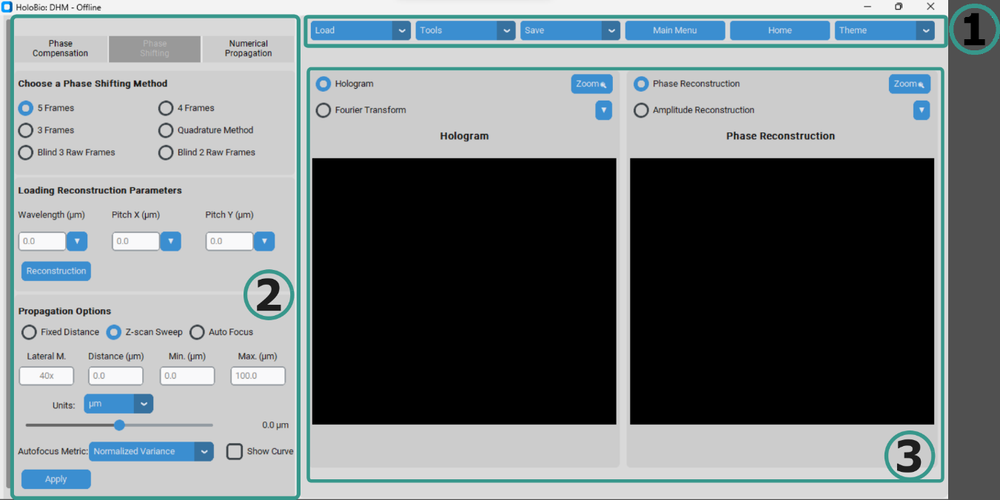 HoloBio: DHM - Offline
Load Tools Save Main Menu Home Theme
1
Phase Compensation
Phase Shifting
Numerical Propagation
Choose a Phase Shifting Method
5 Frames 4 Frames
3 Frames Quadrature Method
Blind 3 Raw Frames Blind 2 Raw Frames
Loading Reconstruction Parameters
Wavelength (µm) Pitch X (µm) Pitch Y (µm)
0.0 ▼ 0.0 ▼ 0.0 ▼
Reconstruction
2
Propagation Options
Fixed Distance Z-scan Sweep Auto Focus
Lateral M. Distance (µm) Min. (µm) Max. (µm)
40x 0.0 0.0 100.0
Units: µm
0.0 µm
Autofocus Metric: Normalized Variance Show Curve
Apply
Hologram Zoom
Fourier Transform ▼
Hologram
Phase Reconstruction Zoom
Amplitude Reconstruction ▼
Phase Reconstruction
3